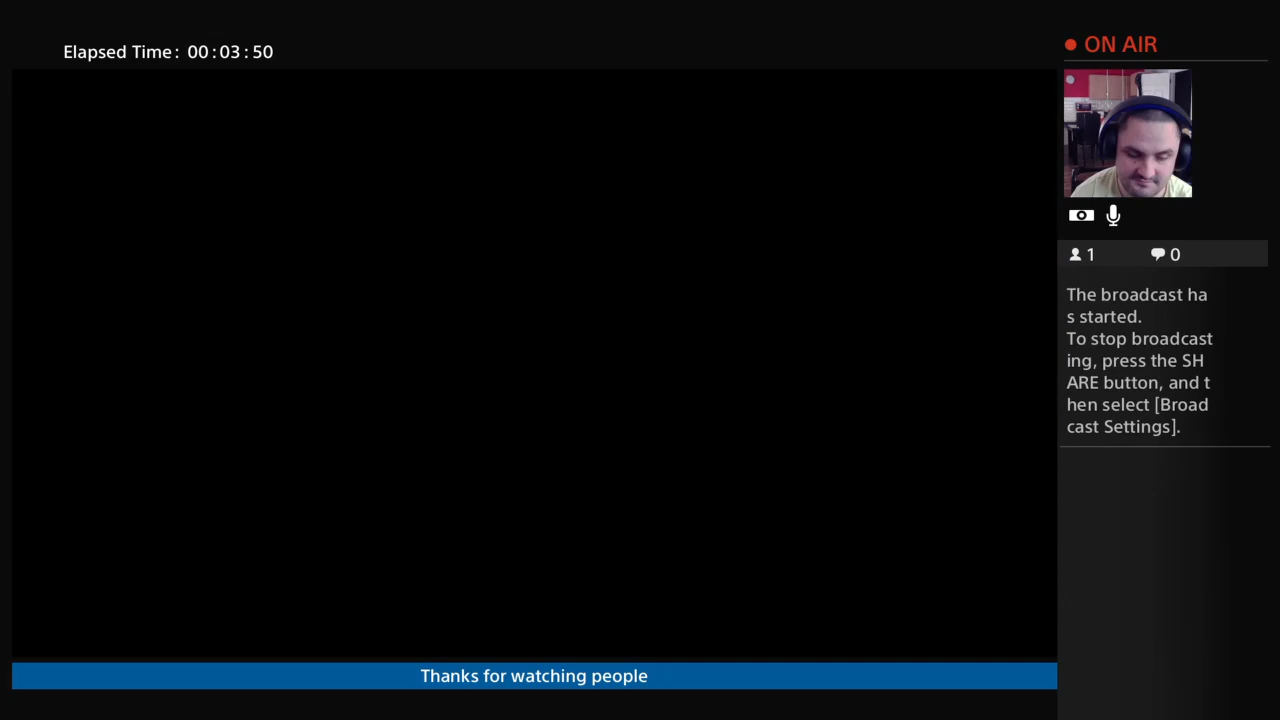 Elapsed Time: 00:03:50
ON AIR
1 0
The broadcast ha
s started.
To stop broadcast
ing, press the SH
ARE button, and t
hen select [Broad
cast Settings].
Thanks for watching people